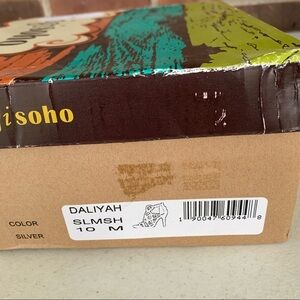 isoho
DALIYAH
SLMSH
10 M
COLOR
SILVER
1 90047 60944 8